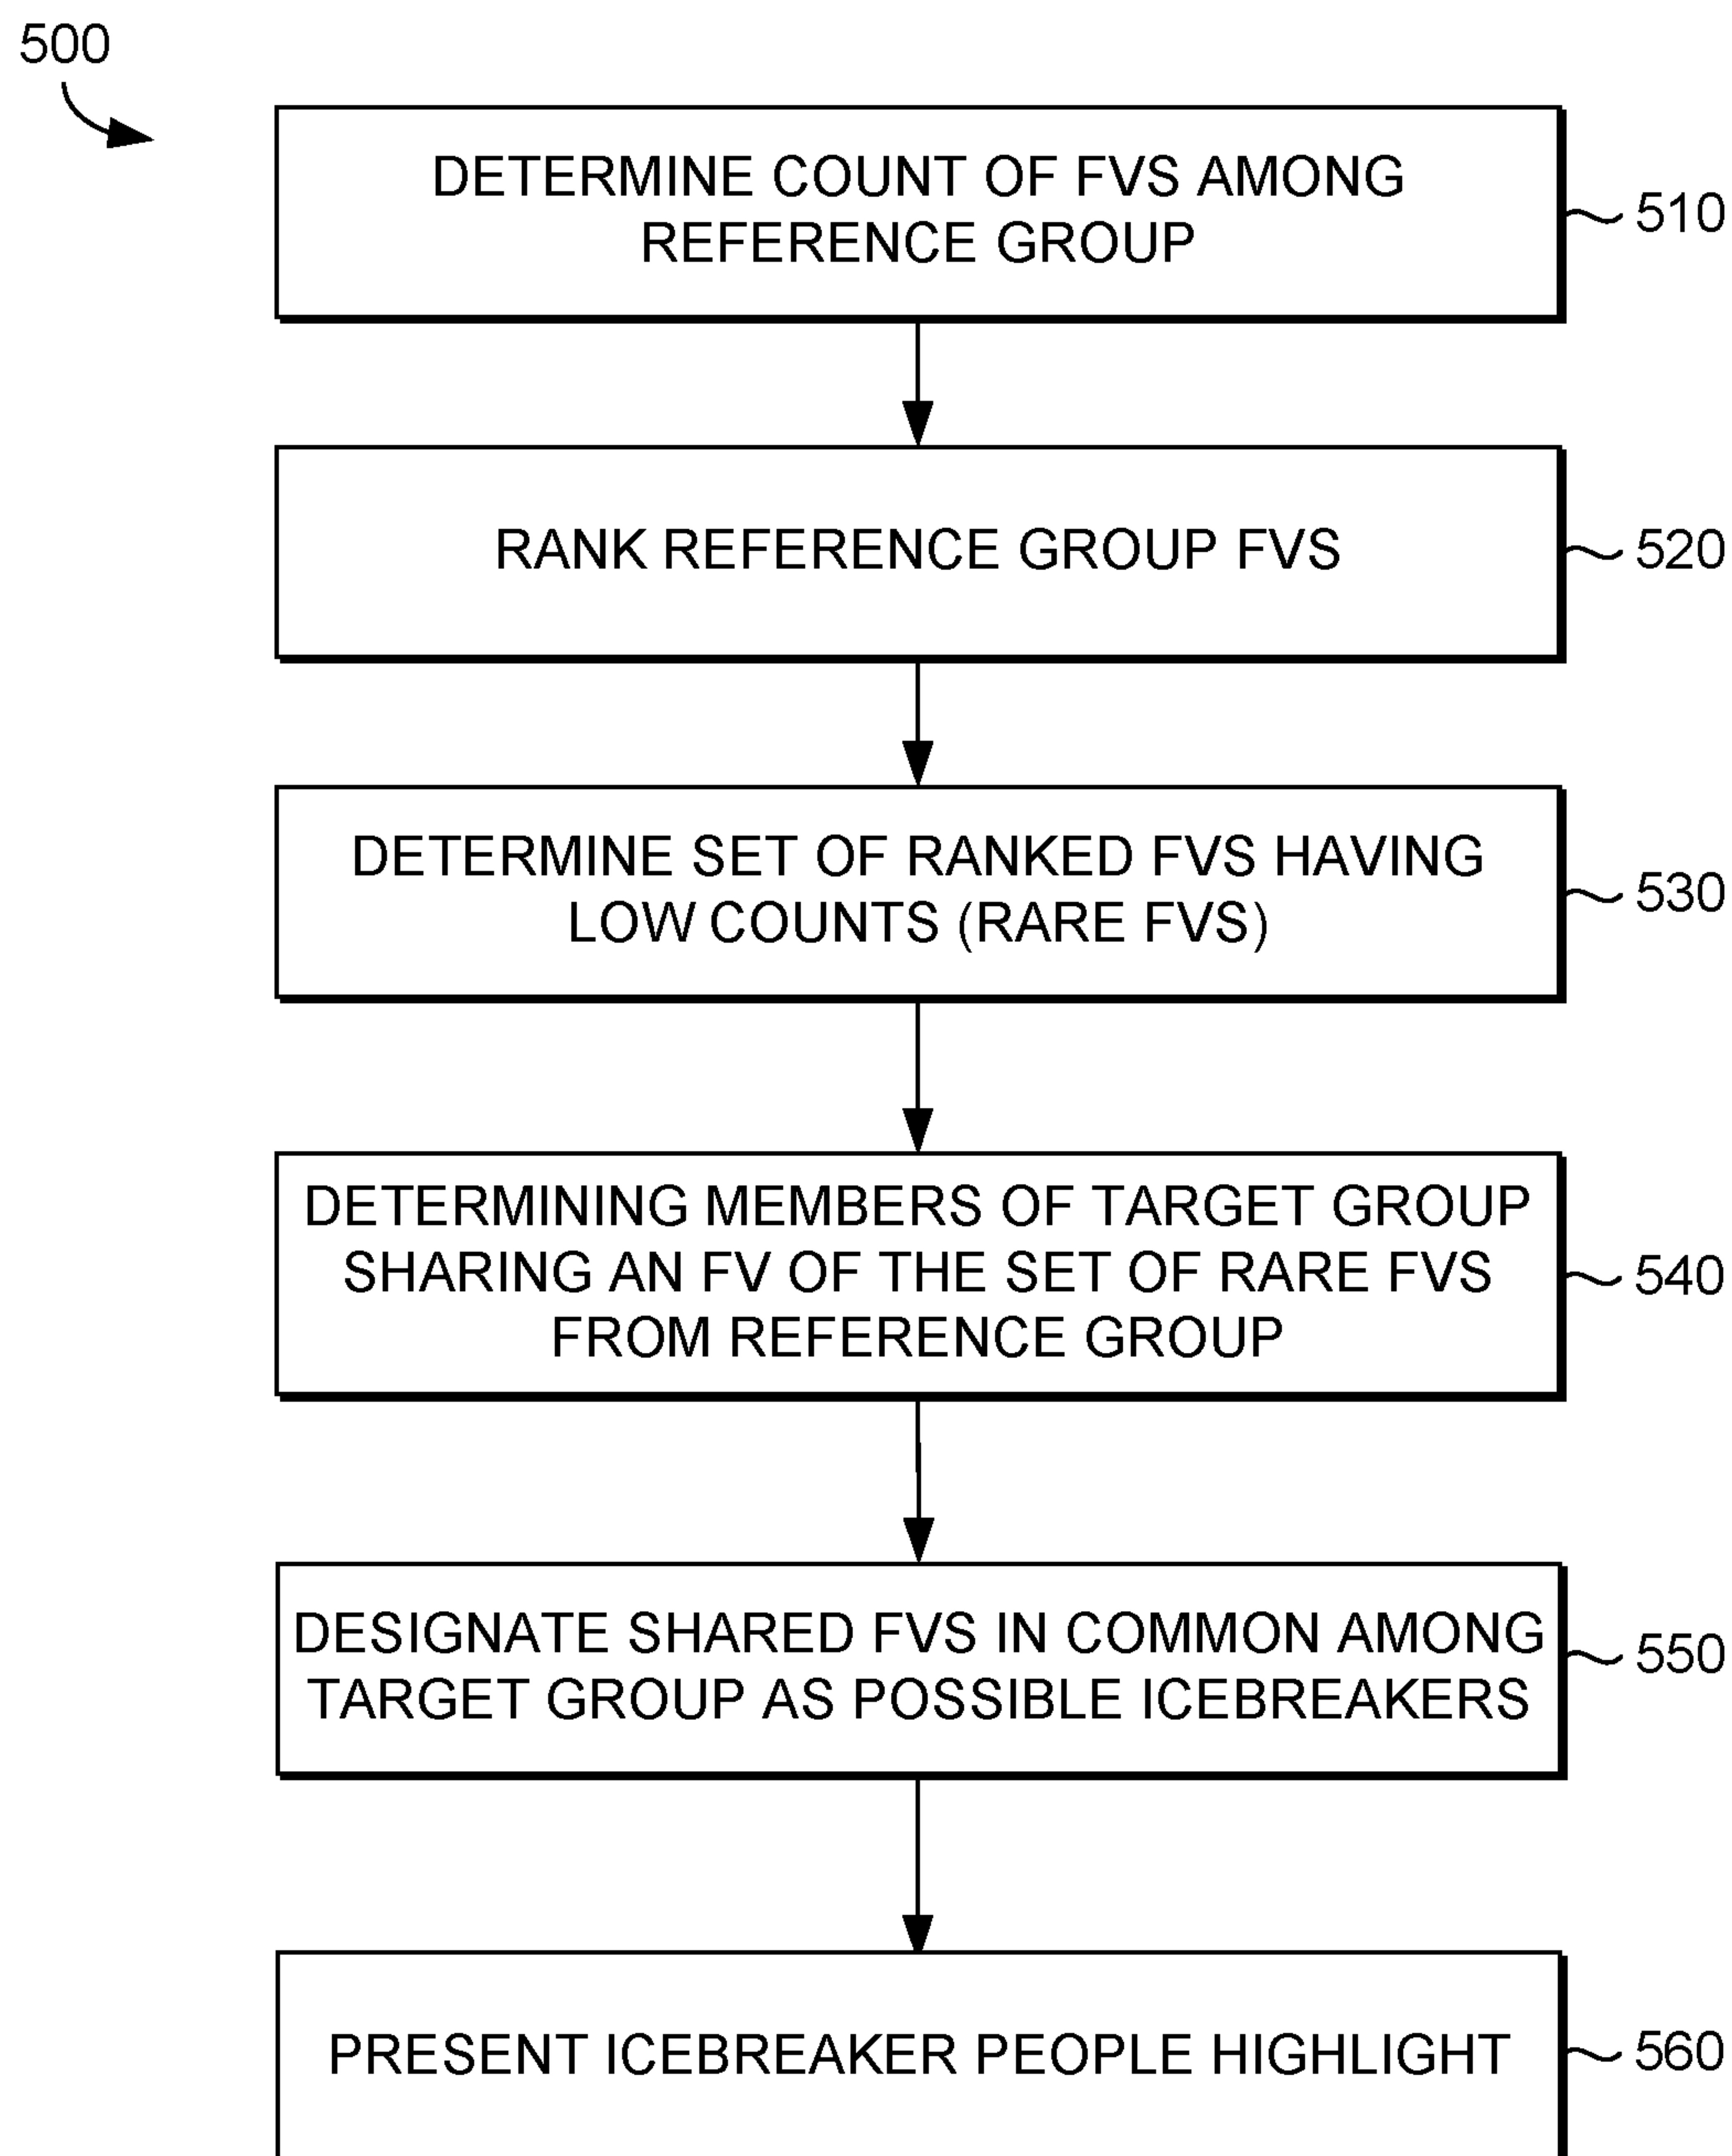 500
DETERMINE COUNT OF FVS AMONG
REFERENCE GROUP
510
RANK REFERENCE GROUP FVS
520
DETERMINE SET OF RANKED FVS HAVING
LOW COUNTS (RARE FVS)
530
DETERMINING MEMBERS OF TARGET GROUP
SHARING AN FV OF THE SET OF RARE FVS
FROM REFERENCE GROUP
540
DESIGNATE SHARED FVS IN COMMON AMONG
TARGET GROUP AS POSSIBLE ICEBREAKERS
550
PRESENT ICEBREAKER PEOPLE HIGHLIGHT
560